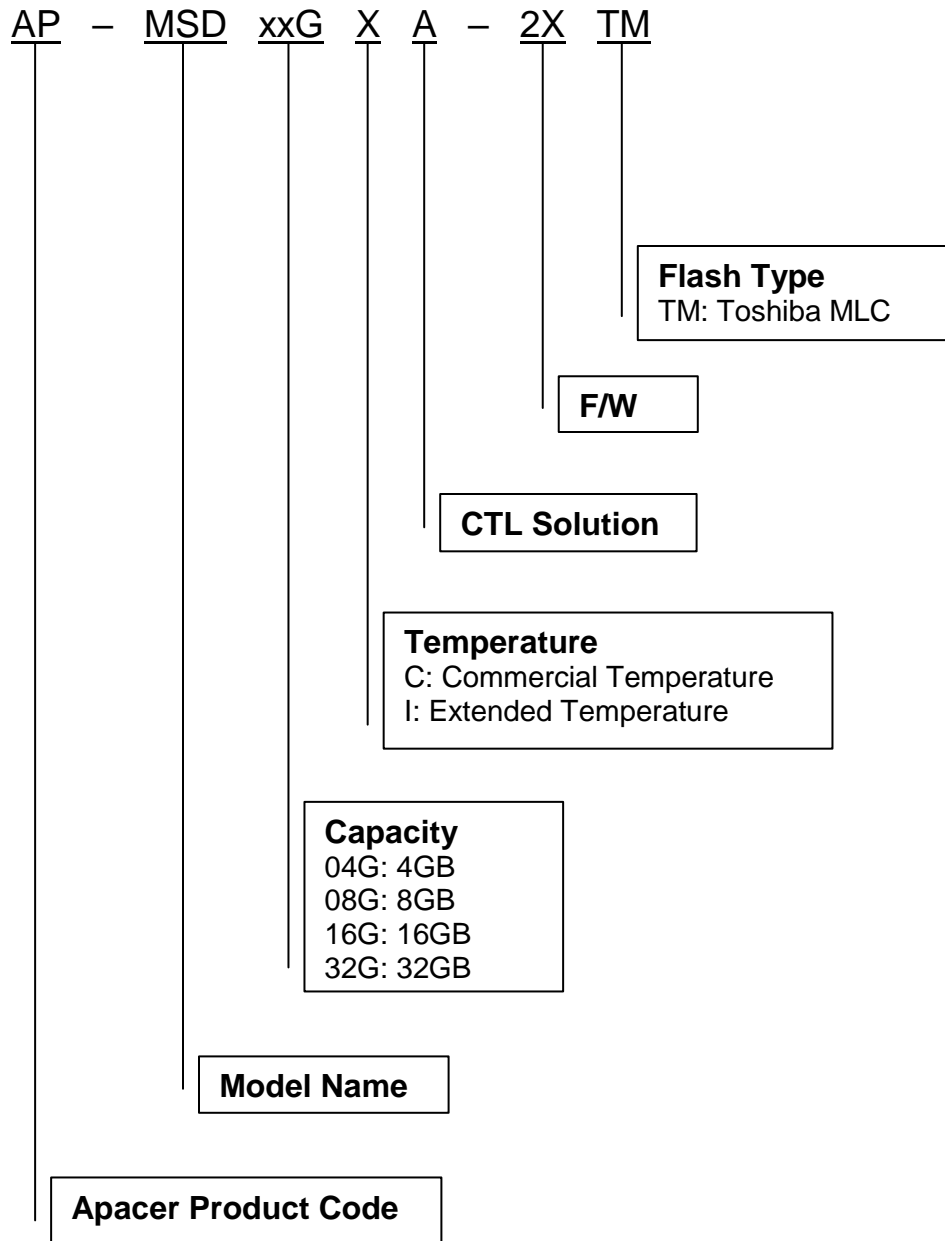 AP – MSD xxG X A – 2X TM
Flash Type
TM: Toshiba MLC
F/W
CTL Solution
Temperature
C: Commercial Temperature
I: Extended Temperature
Capacity
04G: 4GB
08G: 8GB
16G: 16GB
32G: 32GB
Model Name
Apacer Product Code